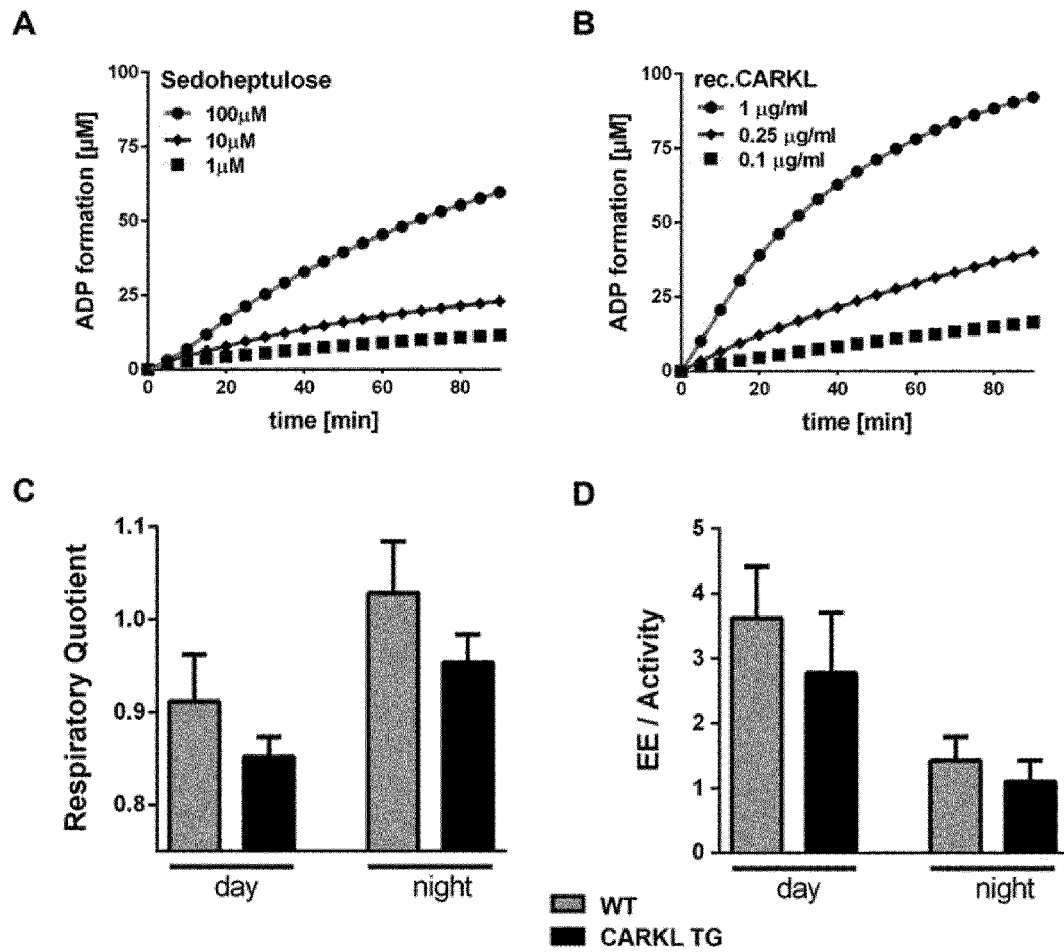 A
Sedoheptulose
100μM
10μM
1μM
ADP formation [μM]
100
75
50
25
0
0 20 40 60 80
time [min]
B
rec.CARKL
1 μg/ml
0.25 μg/ml
0.1 μg/ml
ADP formation [μM]
100
75
50
25
0
0 20 40 60 80
time [min]
C
Respiratory Quotient
1.1
1.0
0.9
0.8
day night
D
EE / Activity
5
4
3
2
1
0
day night
WT
CARKL TG